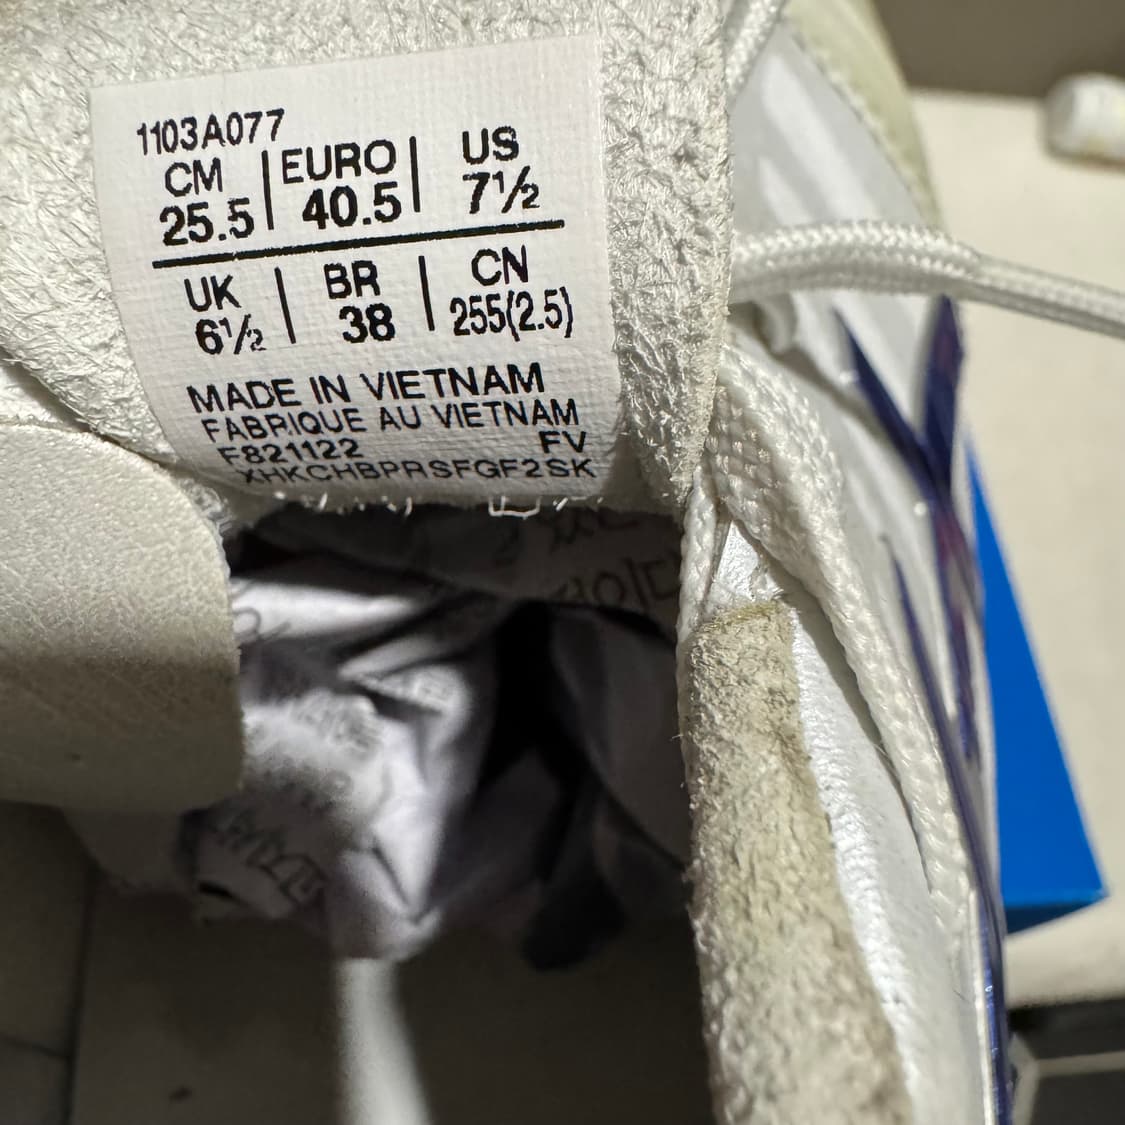 1103A077
CM | EURO | US
25.5 | 40.5 | 7½
UK | BR | CN
6½ | 38 | 255(2.5)
MADE IN VIETNAM
FABRIQUE AU VIETNAM
F821122 FV
XHKCHBPRSFGF2SK